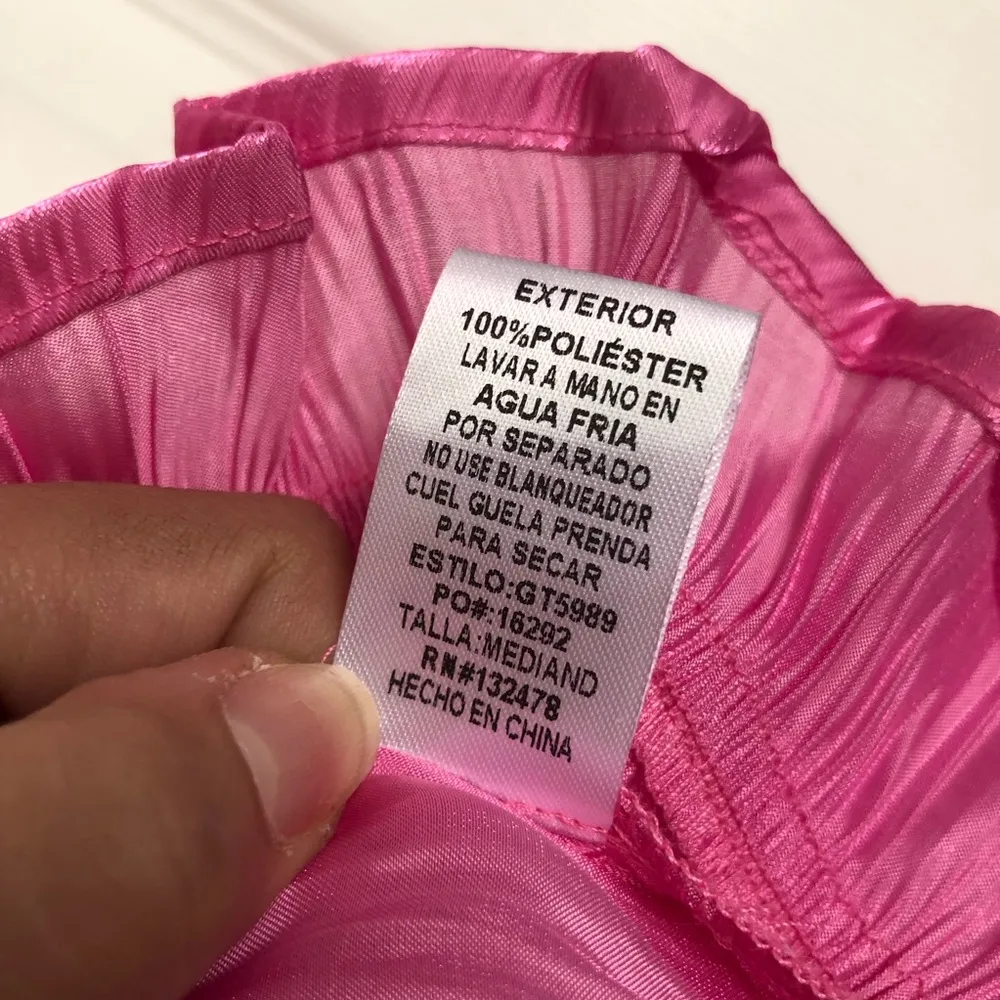 EXTERIOR
100%POLIÉSTER
LAVAR A MANO EN
AGUA FRIA
POR SEPARADO
NO USE BLANQUEADOR
CUEL GUELA PRENDA
PARA SECAR
ESTILO:GT5989
PO#:16292
TALLA:MEDIAND
RN#132478
HECHO EN CHINA